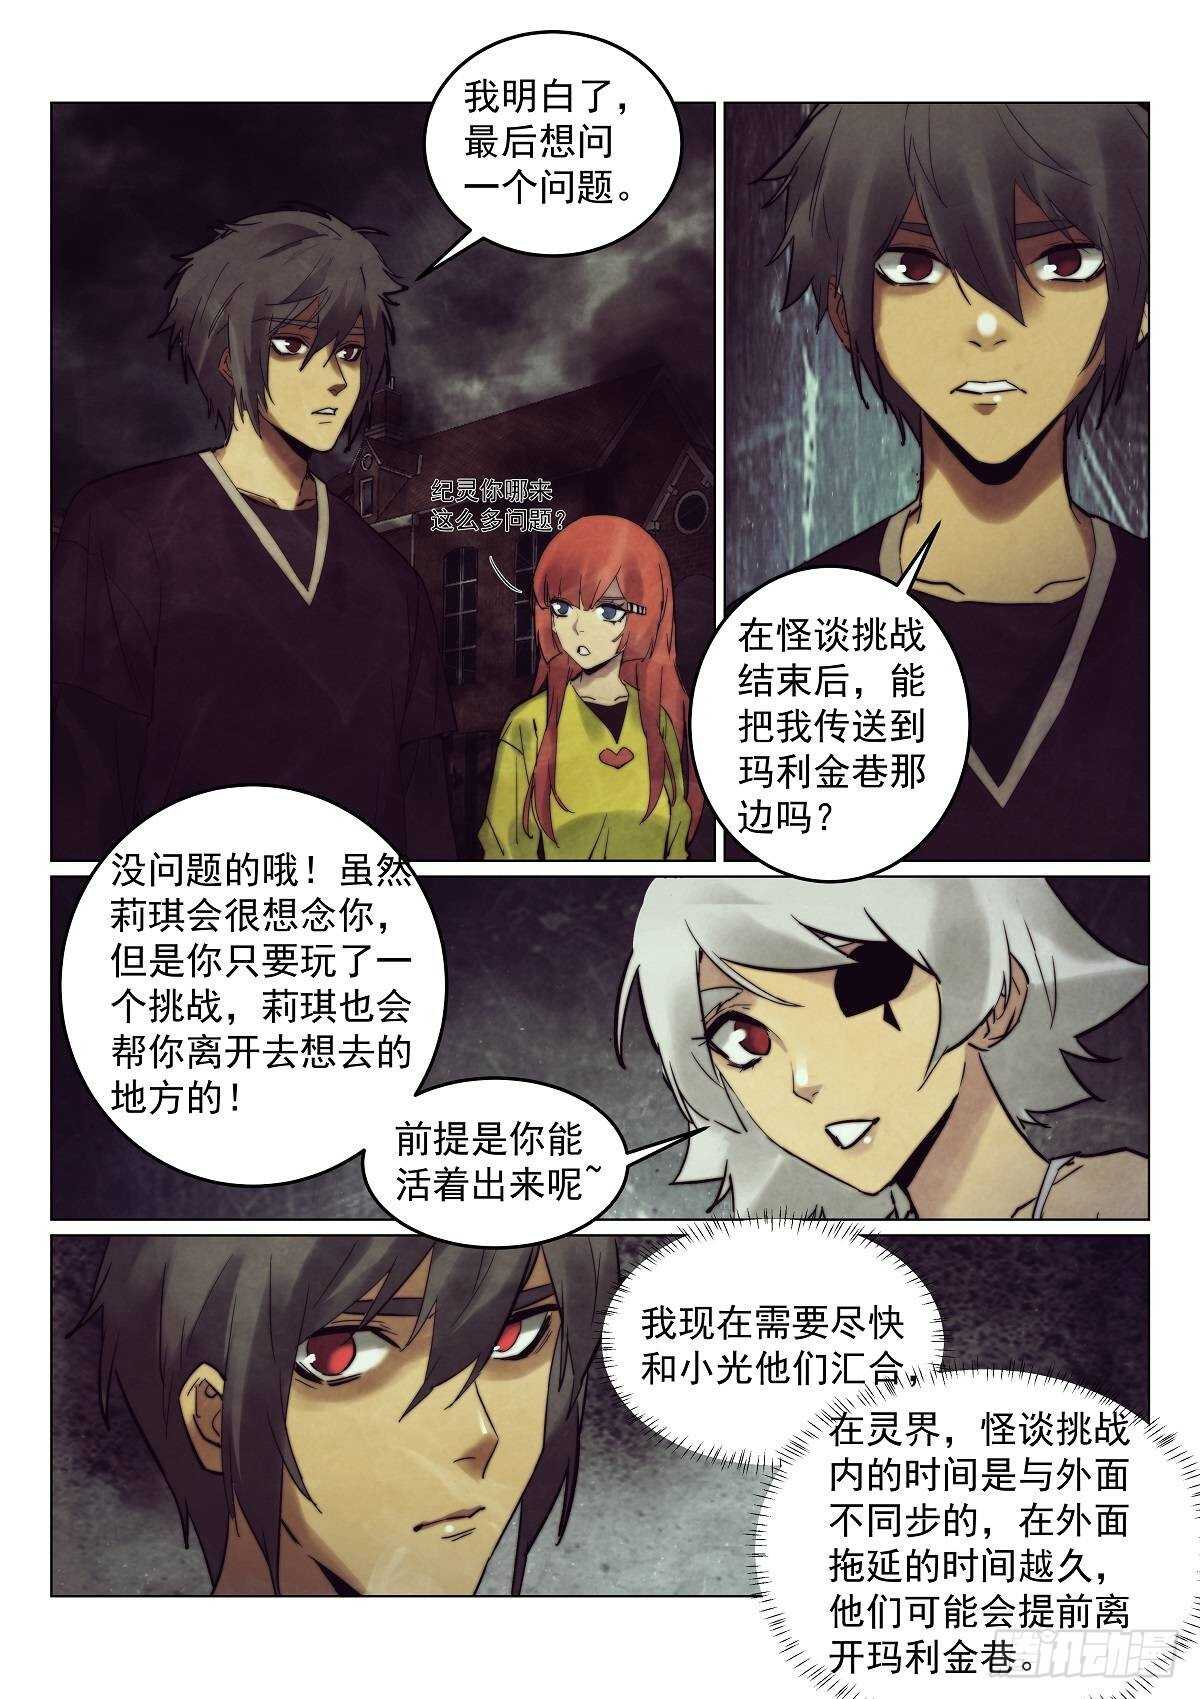 我明白了，
最后想问
一个问题。
纪灵你哪来
这么多问题？
在怪谈挑战
结束后，能
把我传送到
玛利金巷那
边吗？
没问题的哦！虽然
莉琪会很想念你，
但是你只要玩了一
个挑战，莉琪也会
帮你离开去想去的
地方的！
前提是你能
活着出来呢~
我现在需要尽快
和小光他们汇合，
在灵界，怪谈挑战
内的时间是与外面
不同步的，在外面
拖延的时间越久，
他们可能会提前离
开玛利金巷。
腾讯动漫